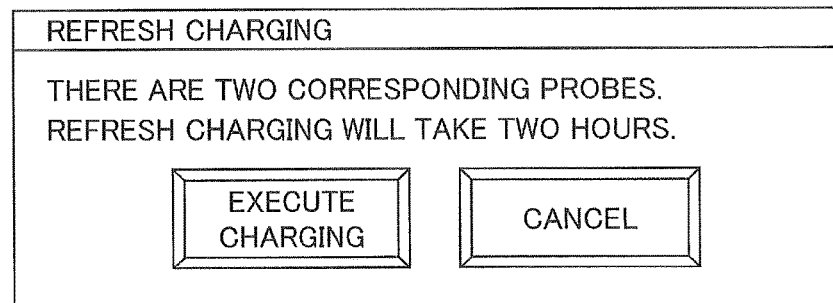 REFRESH CHARGING
THERE ARE TWO CORRESPONDING PROBES.
REFRESH CHARGING WILL TAKE TWO HOURS.
EXECUTE
CHARGING
CANCEL